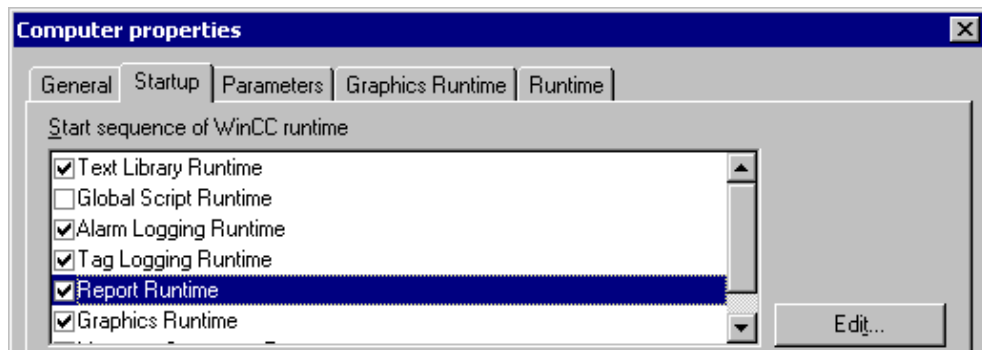 Computer properties
General Startup Parameters Graphics Runtime Runtime
Start sequence of WinCC runtime
Text Library Runtime
Global Script Runtime
Alarm Logging Runtime
Tag Logging Runtime
Report Runtime
Graphics Runtime
Edit...